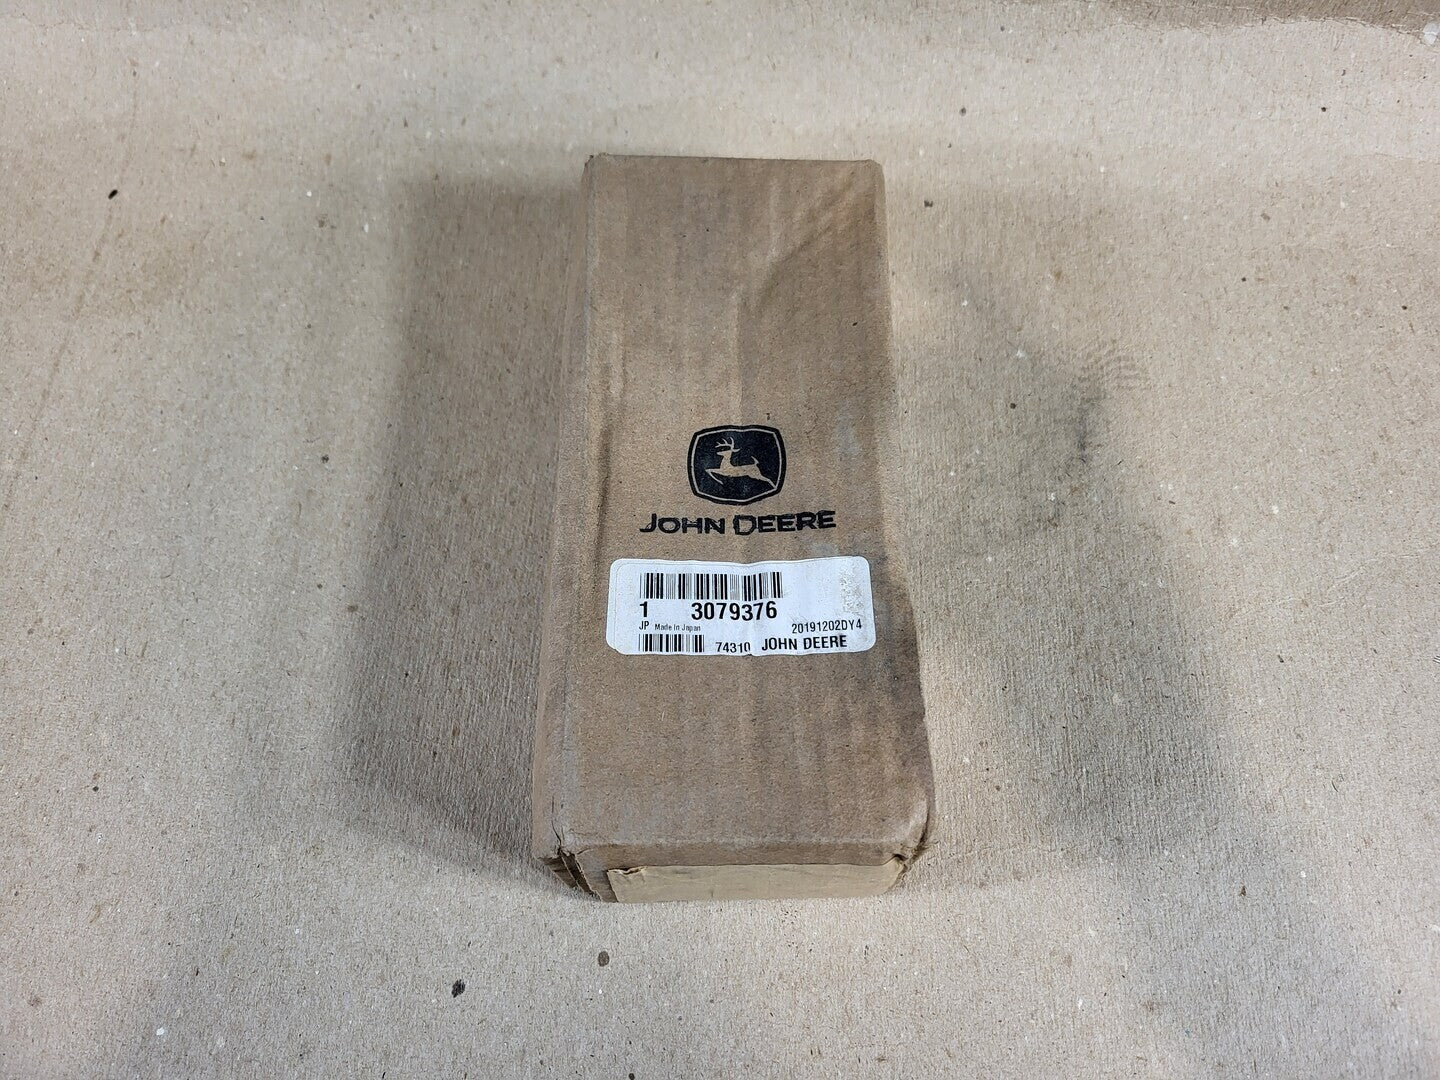 JOHN DEERE
1 3079376
JP Made In Japan 20191202DY4
74310 JOHN DEERE